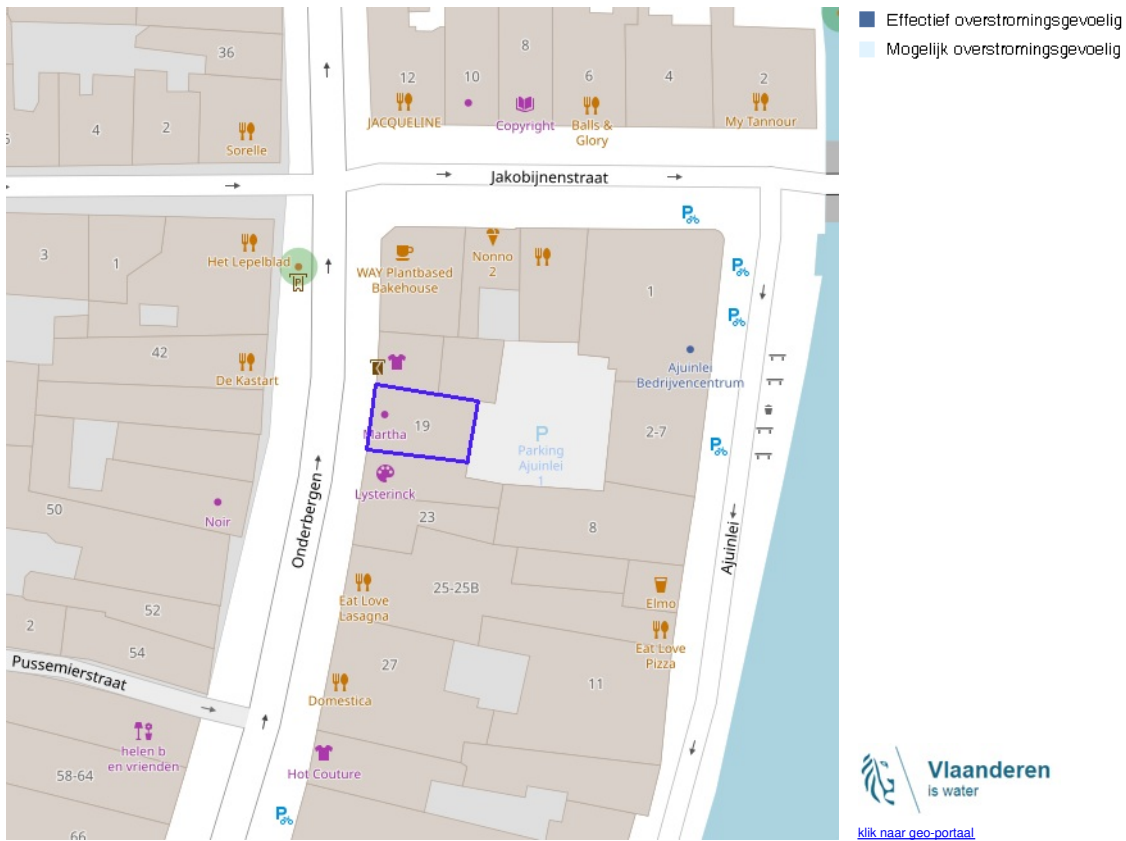 Effectief overstromingsgevoelig
Mogelijk overstromingsgevoelig
36
8
12
10
6
4
2
JACQUELINE
Copyright
Balls &
Glory
My Tannour
4
2
Sorelle
Jakobijnenstraat
3
1
Het Lepelblad
P
WAY Plantbased
Bakehouse
Nonno
2
1
42
De Kastart
Ajuinlei
Bedrijvencentrum
19
Martha
P
Parking
Ajuinlei
1
2-7
Lysterinck
23
8
50
Noir
Onderbergen
Ajuinlei
25-25B
Eat Love
Lasagna
Elmo
Eat Love
Pizza
52
2
54
Pussemierstraat
27
11
Domestica
helen b
en vrienden
Hot Couture
58-64
66
P
P
P
P
P
Vlaanderen
is water
klik naar geo-portaal